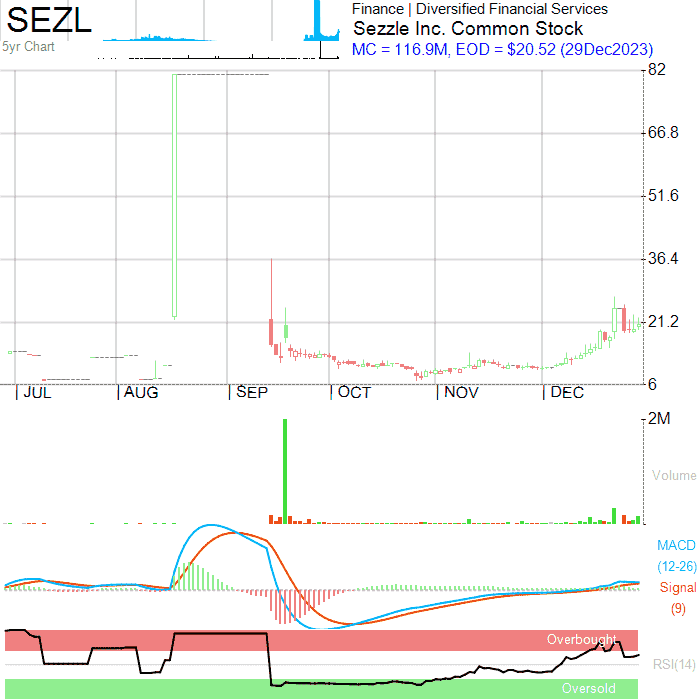 SEZL
5yr Chart
Finance | Diversified Financial Services
Sezzle Inc. Common Stock
MC = 116.9M, EOD = $20.52 (29Dec2023)
82
66.8
51.6
36.4
21.2
6
JUL AUG SEP OCT NOV DEC
2M
Volume
MACD
(12-26)
Signal
(9)
Overbought
RSI(14)
Oversold